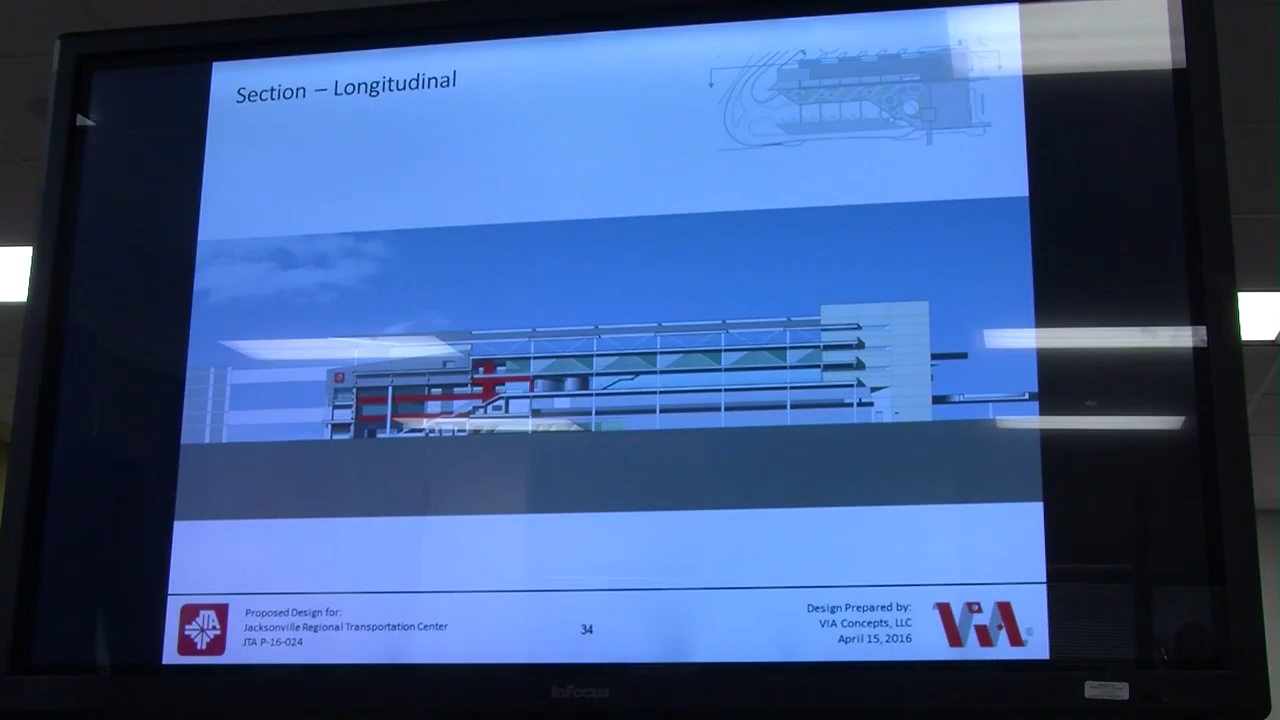 Section – Longitudinal
Proposed Design for:
Jacksonville Regional Transportation Center
JTA P-16-024
34
Design Prepared by:
VIA Concepts, LLC
April 15, 2016
JTA
VIA®
InFocus